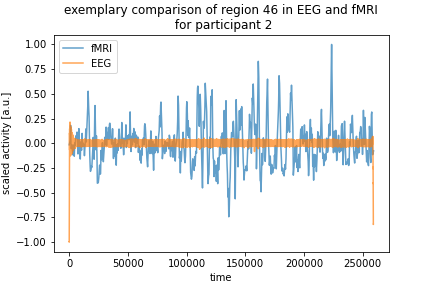 exemplary comparison of region 46 in EEG and fMRI
for participant 2
fMRI
EEG
scaled activity [a.u.]
1.00
0.75
0.50
0.25
0.00
−0.25
−0.50
−0.75
−1.00
0 50000 100000 150000 200000 250000
time